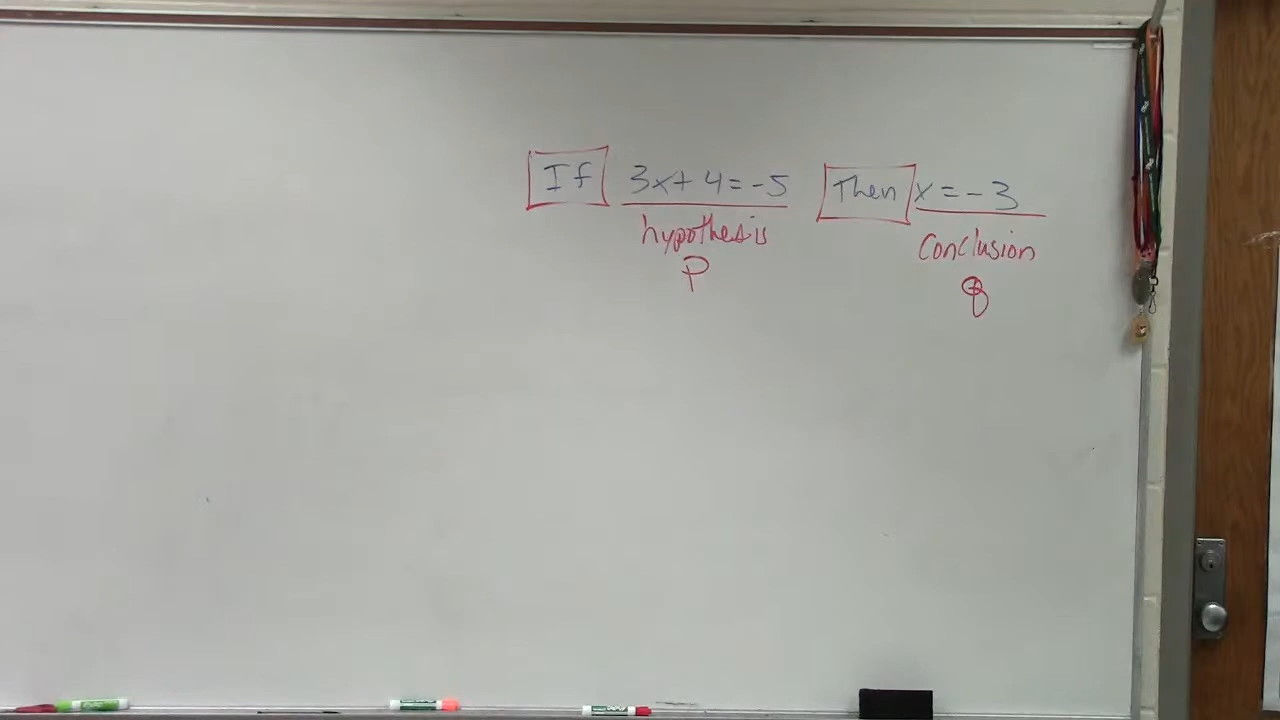 If 3x+4=-5 Then x=-3
hypothesis conclusion
P q